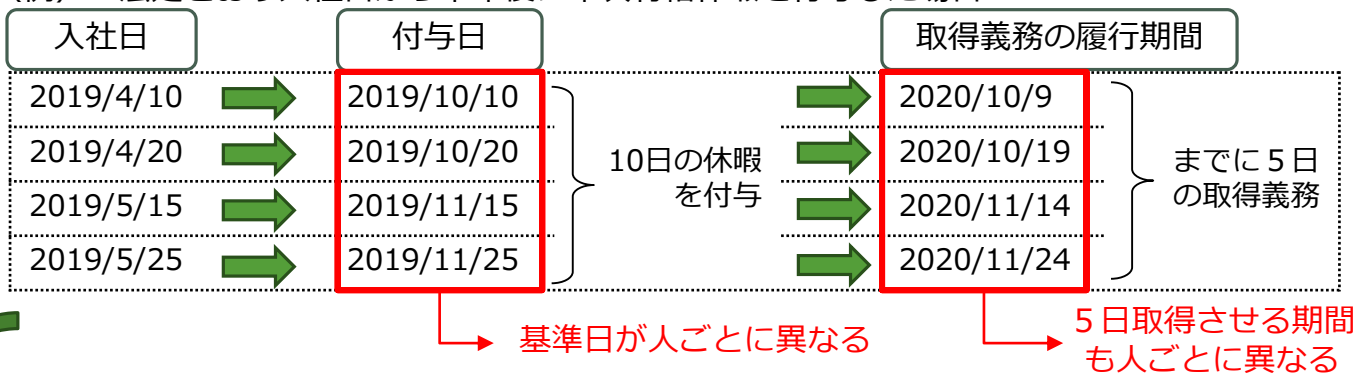 入社日 付与日 取得義務の履行期間
2019/4/10 2019/10/10 2020/10/9
2019/4/20 2019/10/20 2020/10/19
2019/5/15 2019/11/15 2020/11/14
2019/5/25 2019/11/25 2020/11/24
10日の休暇
を付与
までに５日
の取得義務
基準日が人ごとに異なる
５日取得させる期間
も人ごとに異なる